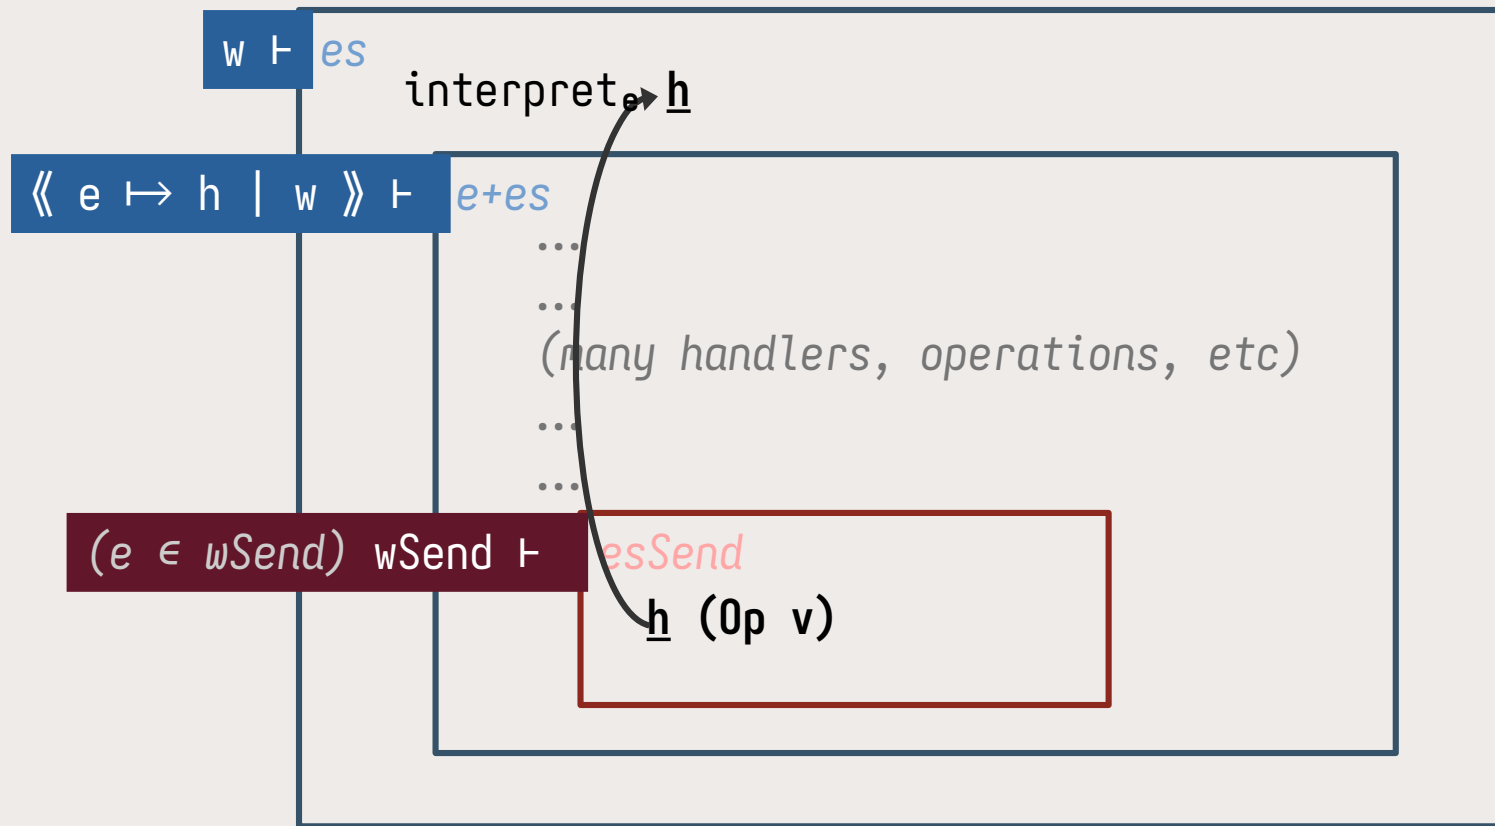 w ⊢ es
interpretₑ h
⟪ e ⟼ h | w ⟫ ⊢ e+es
...
...
(many handlers, operations, etc)
...
...
(e ∈ wSend) wSend ⊢ esSend
h (Op v)